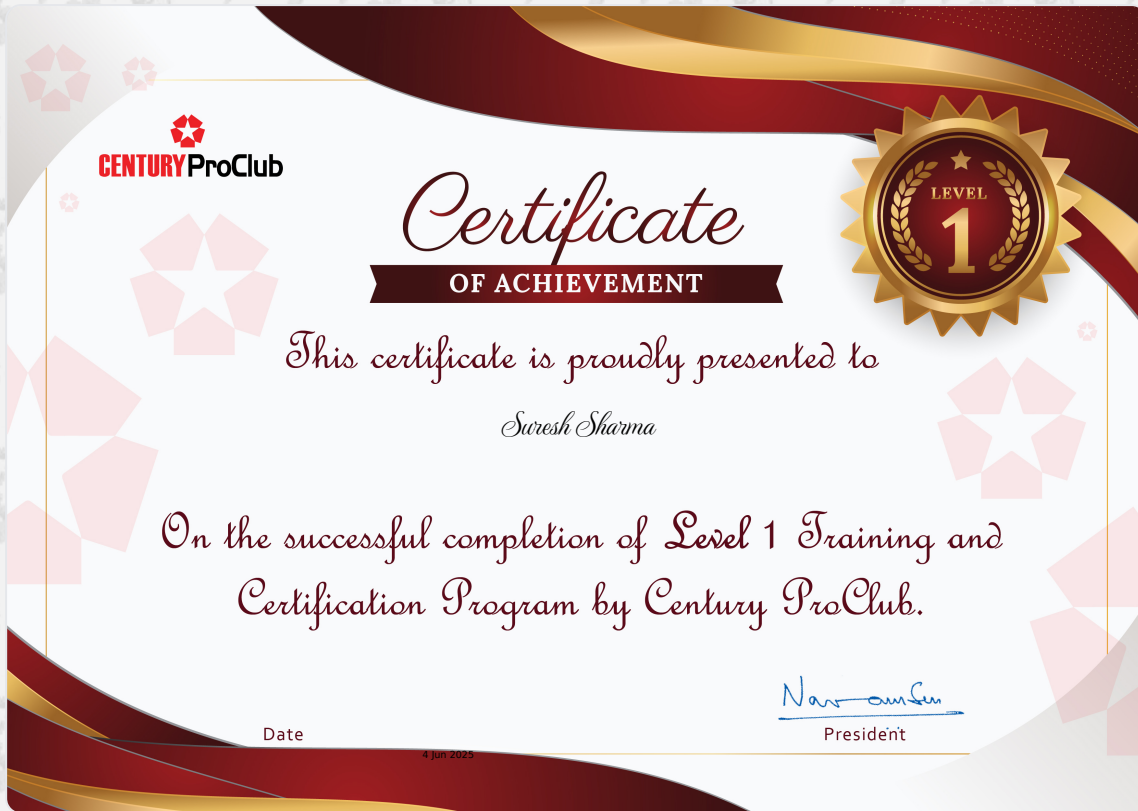 CENTURY ProClub
LEVEL
1
Certificate
OF ACHIEVEMENT
This certificate is proudly presented to
Suresh Sharma
On the successful completion of Level 1 Training and
Certification Program by Century ProClub.
Date
President
4 Jun 2025